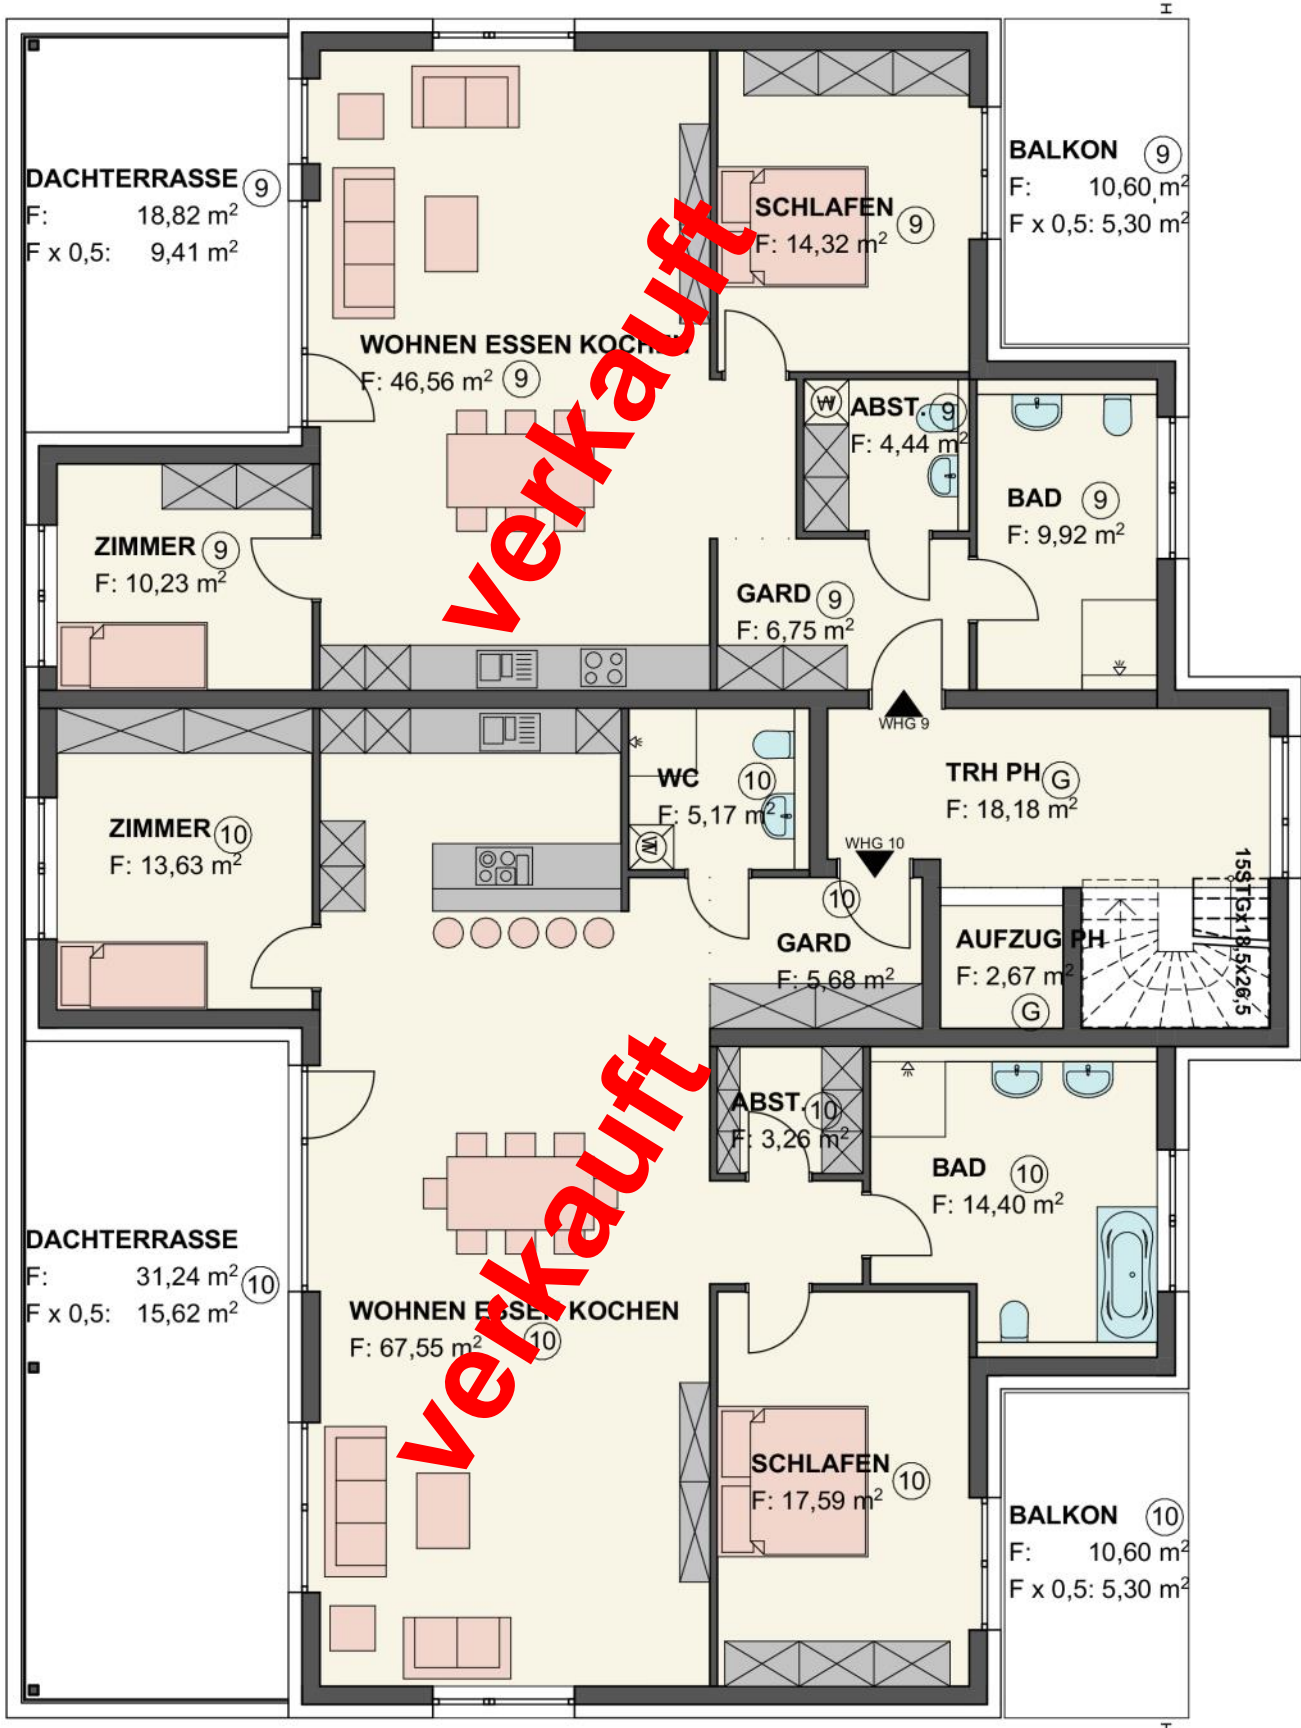 DACHTERRASSE 9
F: 18,82 m²
F x 0,5: 9,41 m²
BALKON 9
F: 10,60 m²
F x 0,5: 5,30 m²
SCHLAFEN 9
F: 14,32 m²
WOHNEN ESSEN KOCHEN
F: 46,56 m² 9
verkauft
ABST. 9
F: 4,44 m²
BAD 9
F: 9,92 m²
ZIMMER 9
F: 10,23 m²
GARD 9
F: 6,75 m²
WHG 9
WC 10
F: 5,17 m²
TRH PH G
F: 18,18 m²
ZIMMER 10
F: 13,63 m²
WHG 10
15STGx18,5x26,5
10
GARD
F: 5,68 m²
AUFZUG PH
F: 2,67 m²
G
ABST. 10
F: 3,26 m²
BAD 10
F: 14,40 m²
DACHTERRASSE
F: 31,24 m² 10
F x 0,5: 15,62 m²
WOHNEN ESSEN KOCHEN
F: 67,55 m² 10
verkauft
SCHLAFEN 10
F: 17,59 m²
BALKON 10
F: 10,60 m²
F x 0,5: 5,30 m²